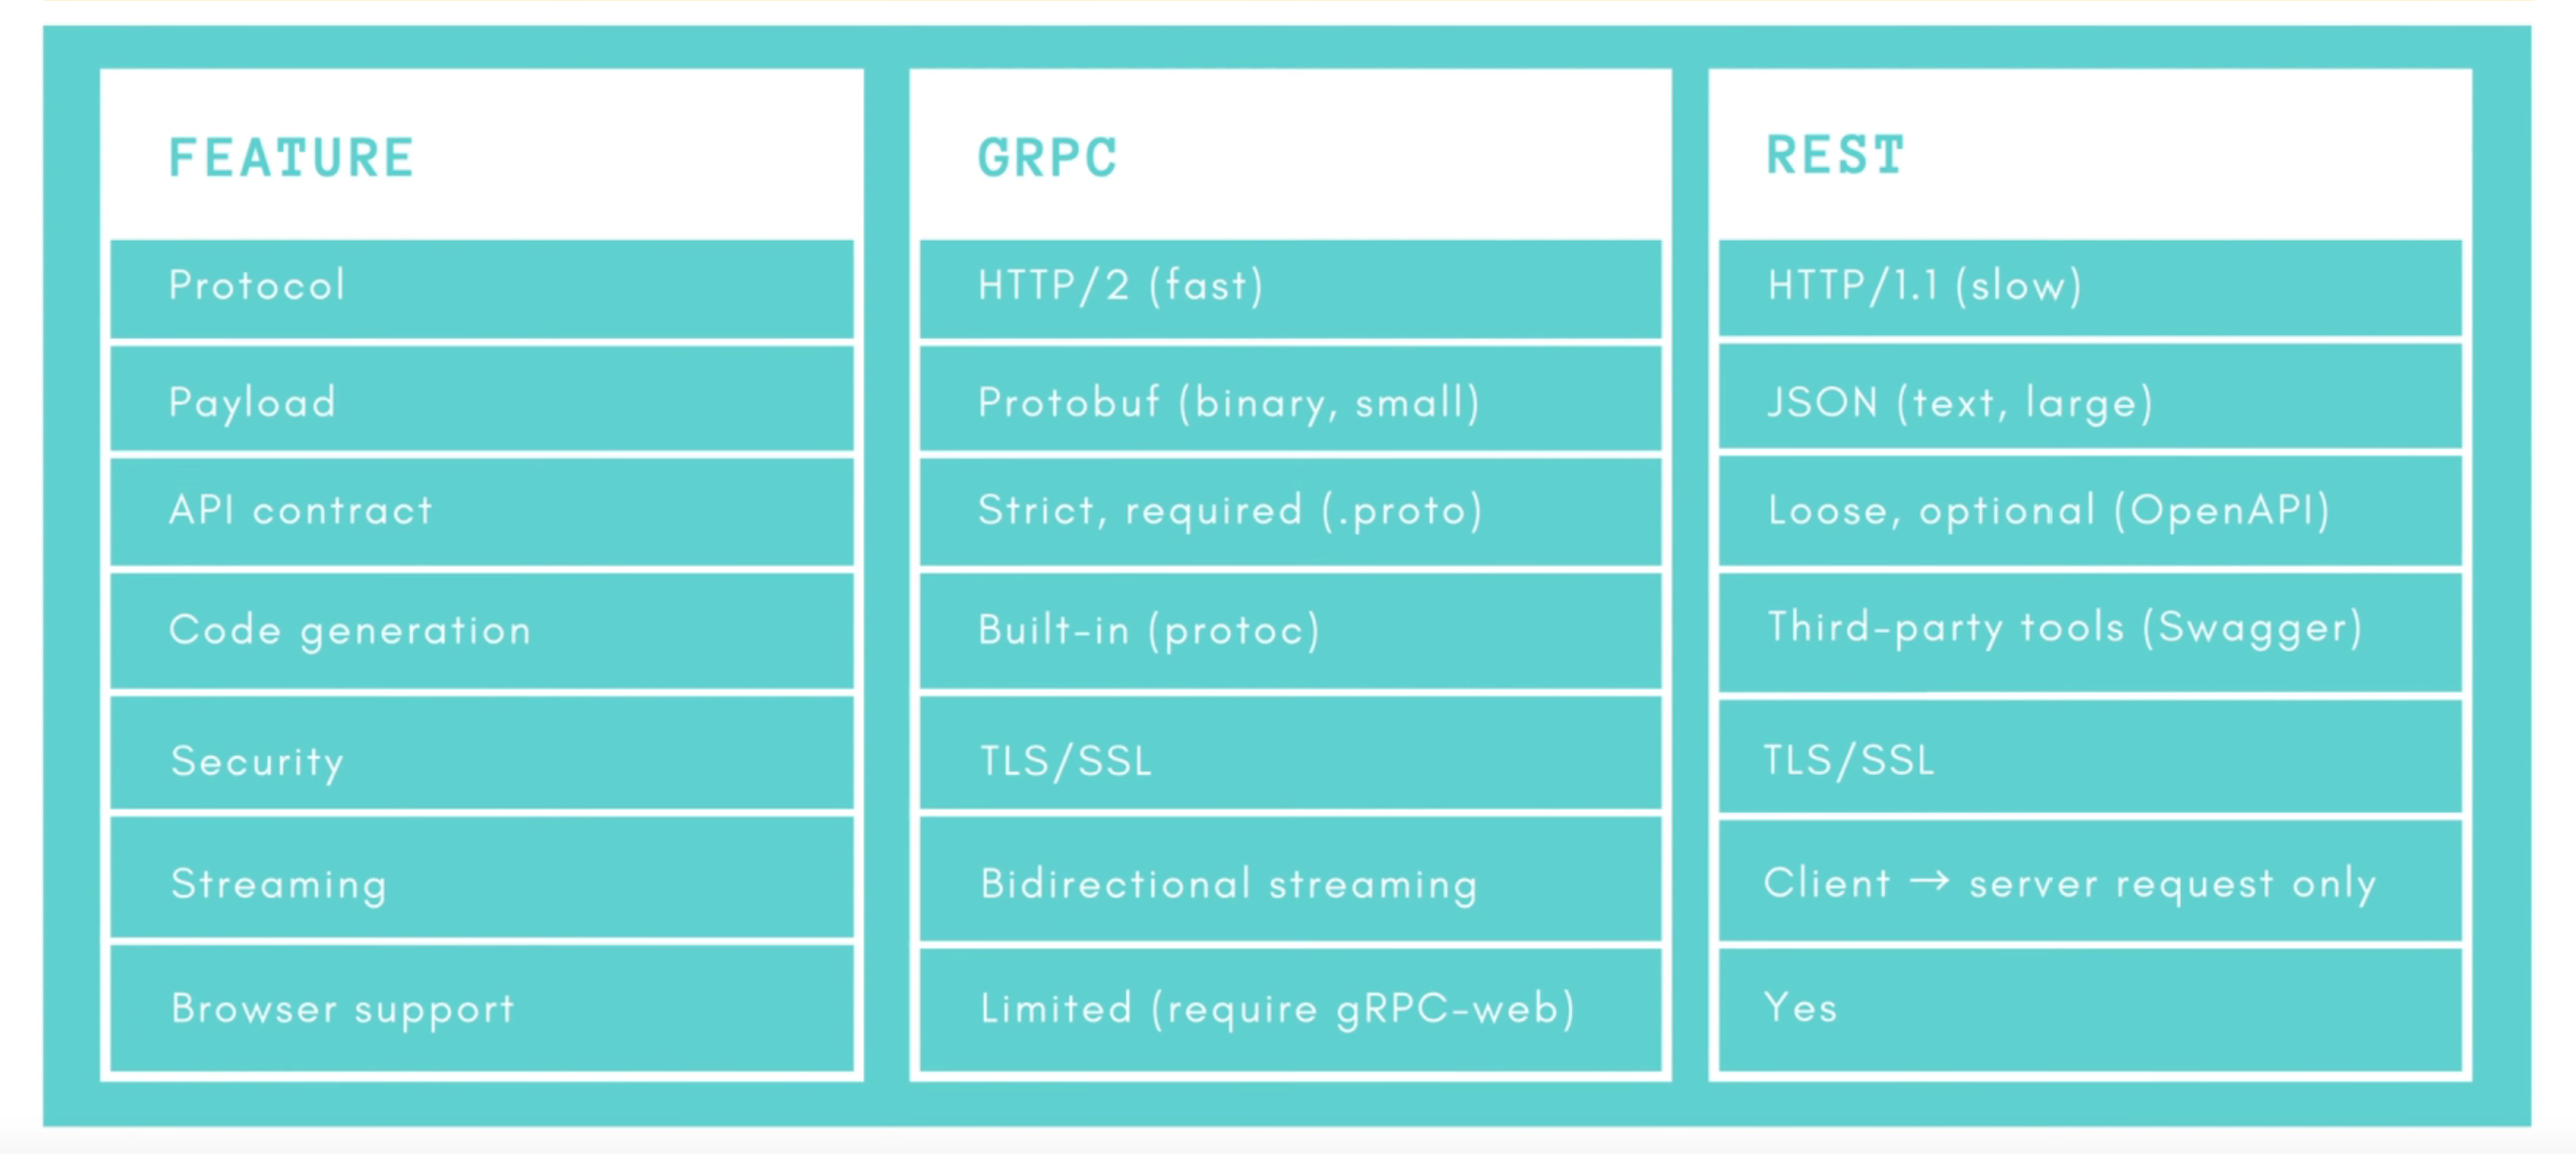 FEATURE GRPC REST
Protocol HTTP/2 (fast) HTTP/1.1 (slow)
Payload Protobuf (binary, small) JSON (text, large)
API contract Strict, required (.proto) Loose, optional (OpenAPI)
Code generation Built-in (protoc) Third-party tools (Swagger)
Security TLS/SSL TLS/SSL
Streaming Bidirectional streaming Client → server request only
Browser support Limited (require gRPC-web) Yes